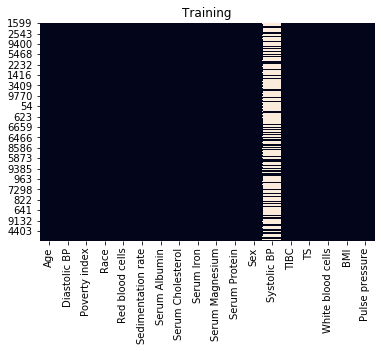 Training
1599
2543
9400
5468
2232
1416
3409
9770
54
623
6659
6466
8586
5873
9385
963
7298
822
641
9132
4403
Age
Diastolic BP
Poverty index
Race
Red blood cells
Sedimentation rate
Serum Albumin
Serum Cholesterol
Serum Iron
Serum Magnesium
Serum Protein
Sex
Systolic BP
TIBC
TS
White blood cells
BMI
Pulse pressure